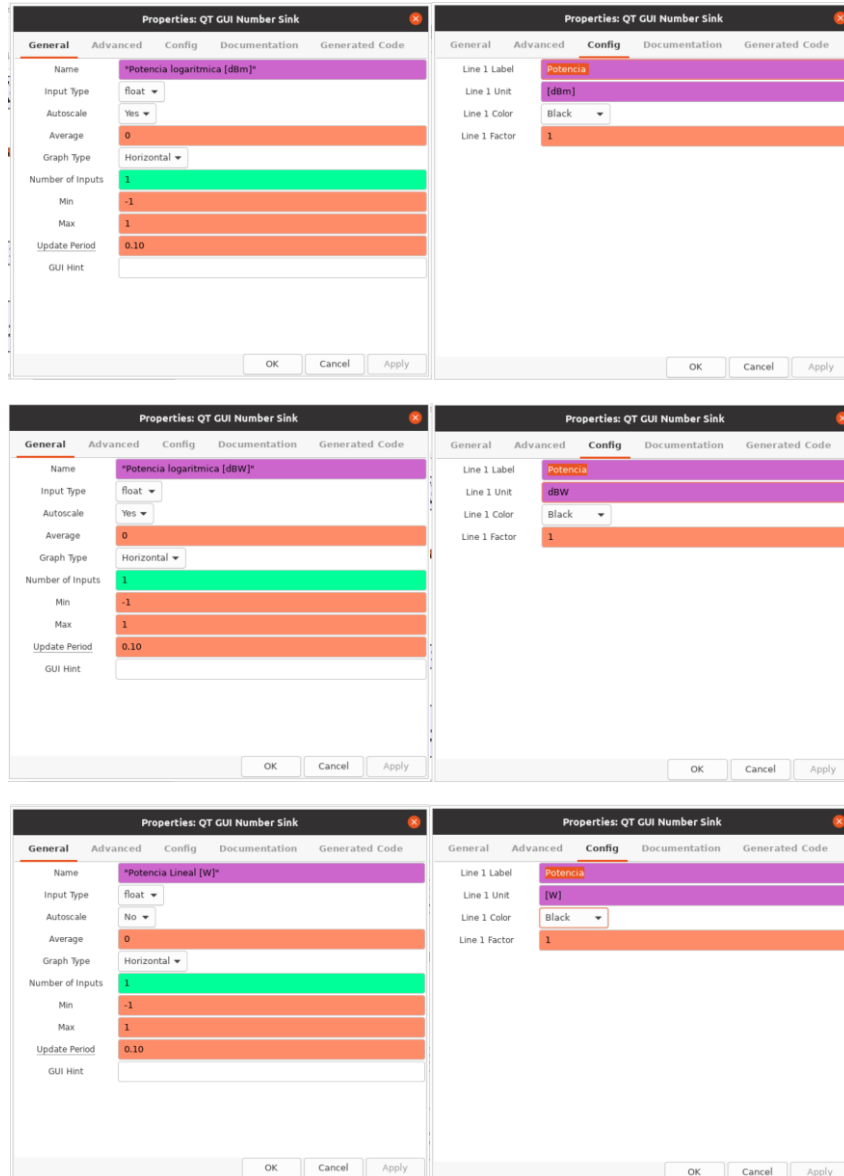 Properties: QT GUI Number Sink
General Advanced Config Documentation Generated Code
Name "Potencia logaritmica [dBm]"
Input Type float
Autoscale Yes
Average 0
Graph Type Horizontal
Number of Inputs 1
Min -1
Max 1
Update Period 0.10
GUI Hint
OK Cancel Apply
Properties: QT GUI Number Sink
General Advanced Config Documentation Generated Code
Line 1 Label Potencia
Line 1 Unit [dBm]
Line 1 Color Black
Line 1 Factor 1
OK Cancel Apply
Properties: QT GUI Number Sink
General Advanced Config Documentation Generated Code
Name "Potencia logaritmica [dBW]"
Input Type float
Autoscale Yes
Average 0
Graph Type Horizontal
Number of Inputs 1
Min -1
Max 1
Update Period 0.10
GUI Hint
OK Cancel Apply
Properties: QT GUI Number Sink
General Advanced Config Documentation Generated Code
Line 1 Label Potencia
Line 1 Unit dBW
Line 1 Color Black
Line 1 Factor 1
OK Cancel Apply
Properties: QT GUI Number Sink
General Advanced Config Documentation Generated Code
Name "Potencia Lineal [W]"
Input Type float
Autoscale No
Average 0
Graph Type Horizontal
Number of Inputs 1
Min -1
Max 1
Update Period 0.10
GUI Hint
OK Cancel Apply
Properties: QT GUI Number Sink
General Advanced Config Documentation Generated Code
Line 1 Label Potencia
Line 1 Unit [W]
Line 1 Color Black
Line 1 Factor 1
OK Cancel Apply